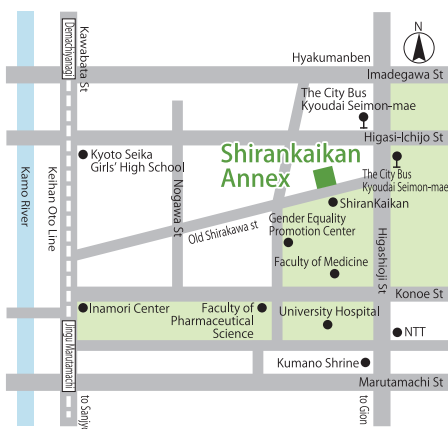 N
Demachiyanagi
Kawabata St
Hyakumanben
Imadegawa St
The City Bus
Kyoudai Seimon-mae
Higasi-Ichijo St
Kyoto Seika
Girls' High School
Shirankaikan
Annex
The City Bus
Kyoudai Seimon-mae
Kamo River
Keihan Oto Line
Nogawa St
ShiranKaikan
Old Shirakawa st
Gender Equality
Promotion Center
Higashioji St
Faculty of Medicine
Konoe St
Inamori Center
Faculty of
Pharmaceutical
Science
University Hospital
Jingu Marutamachi
NTT
Kumano Shrine
Marutamachi St
to Sanjy
to Gion